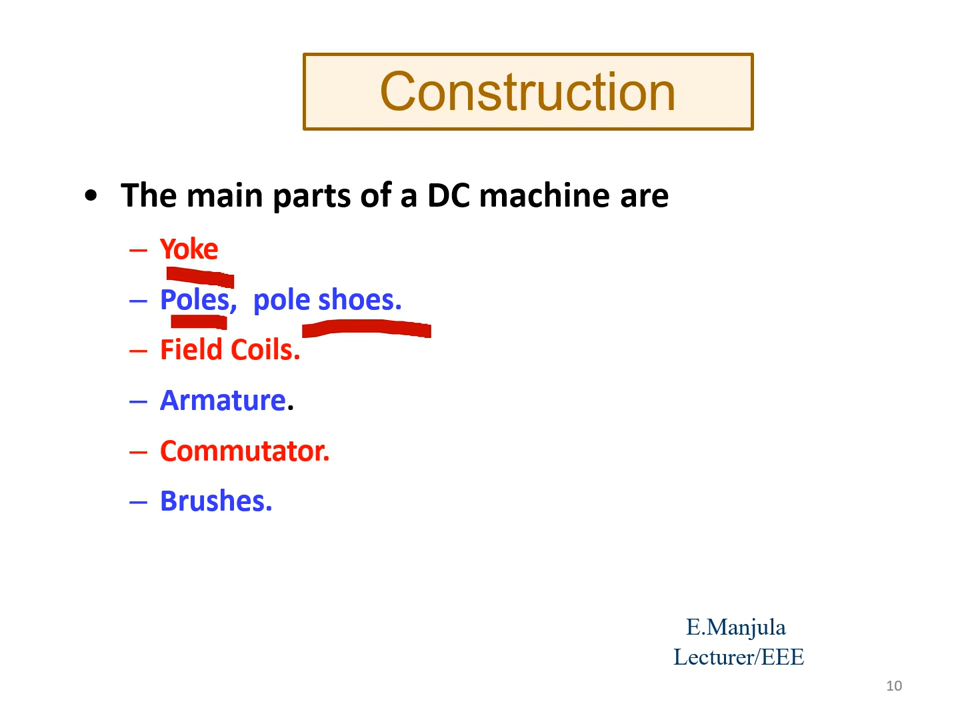 Construction
• The main parts of a DC machine are
– Yoke
– Poles, pole shoes.
– Field Coils.
– Armature.
– Commutator.
– Brushes.
E.Manjula
Lecturer/EEE
10